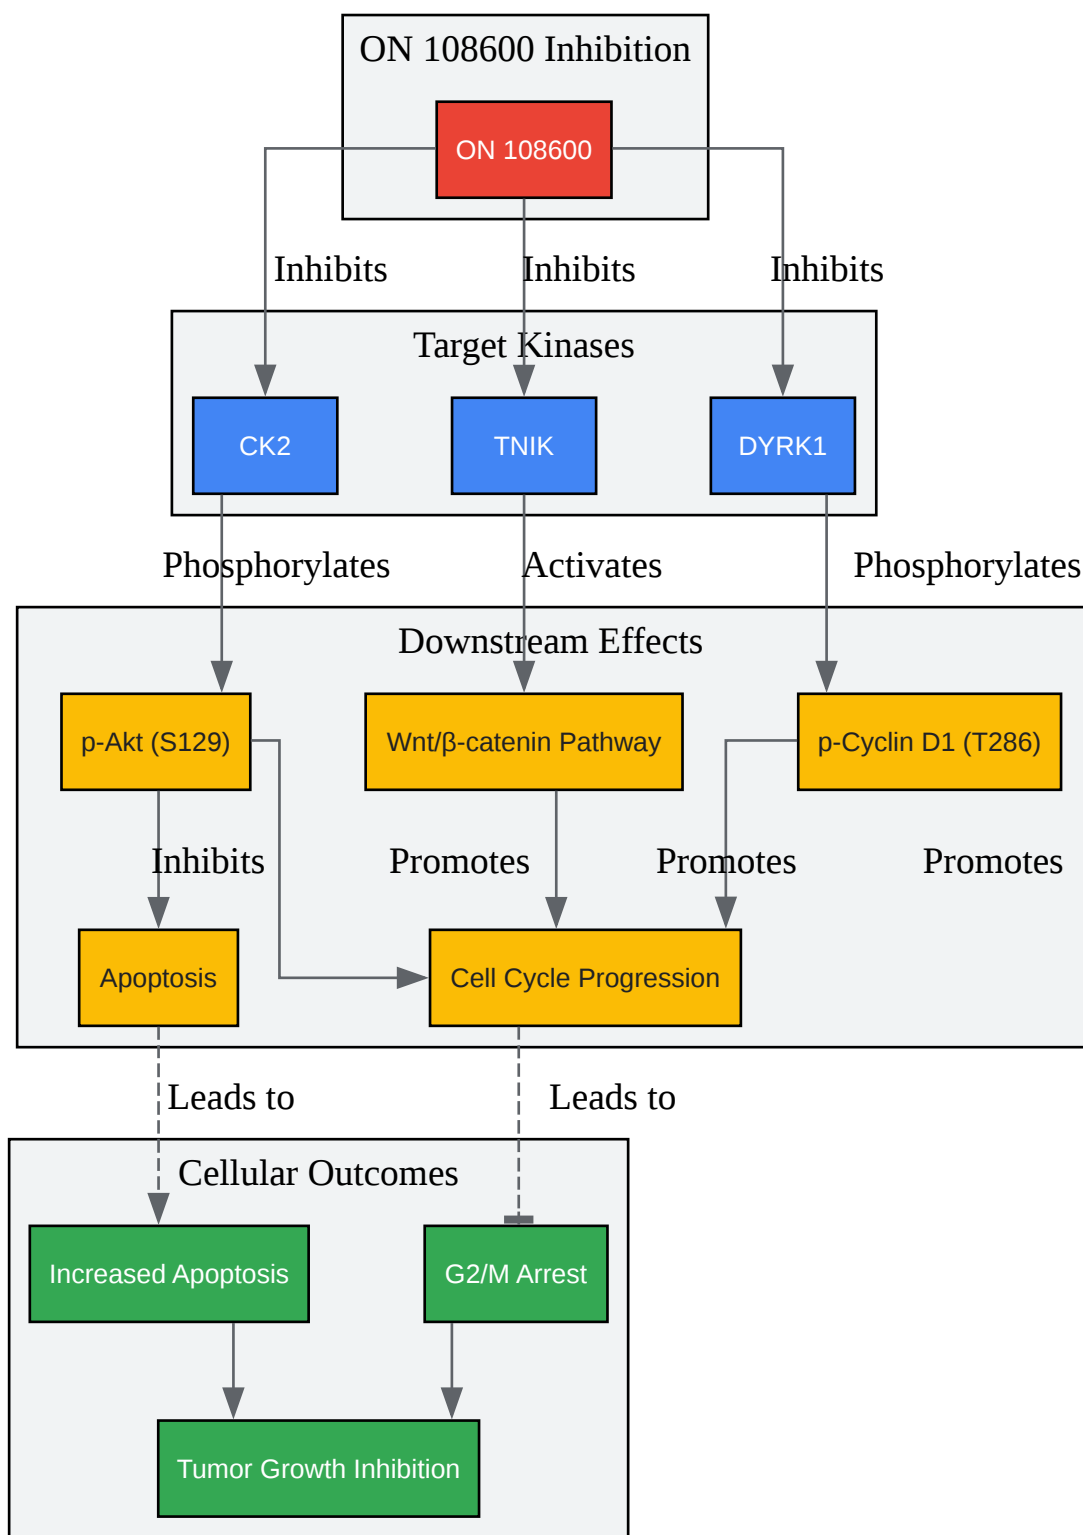 ON 108600 Inhibition
ON 108600
Inhibits
Inhibits
Inhibits
Target Kinases
CK2
TNIK
DYRK1
Phosphorylates
Activates
Phosphorylates
Downstream Effects
p-Akt (S129)
Wnt/β-catenin Pathway
p-Cyclin D1 (T286)
Inhibits
Promotes
Promotes
Promotes
Apoptosis
Cell Cycle Progression
Leads to
Leads to
Cellular Outcomes
Increased Apoptosis
G2/M Arrest
Tumor Growth Inhibition